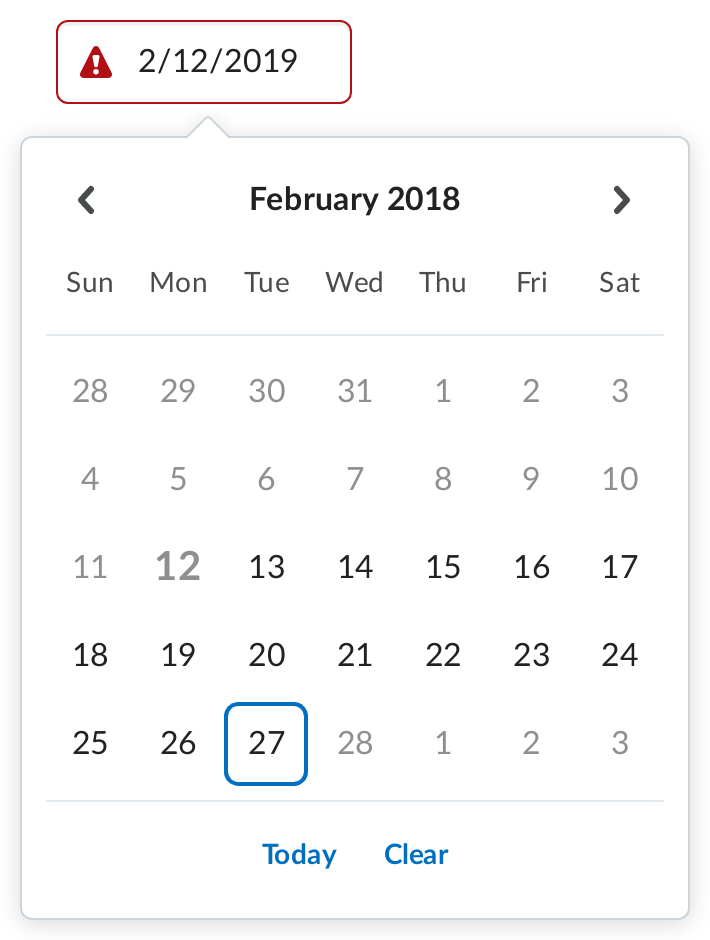 2/12/2019
February 2018
Sun Mon Tue Wed Thu Fri Sat
28 29 30 31 1 2 3
4 5 6 7 8 9 10
11 12 13 14 15 16 17
18 19 20 21 22 23 24
25 26 27 28 1 2 3
Today Clear